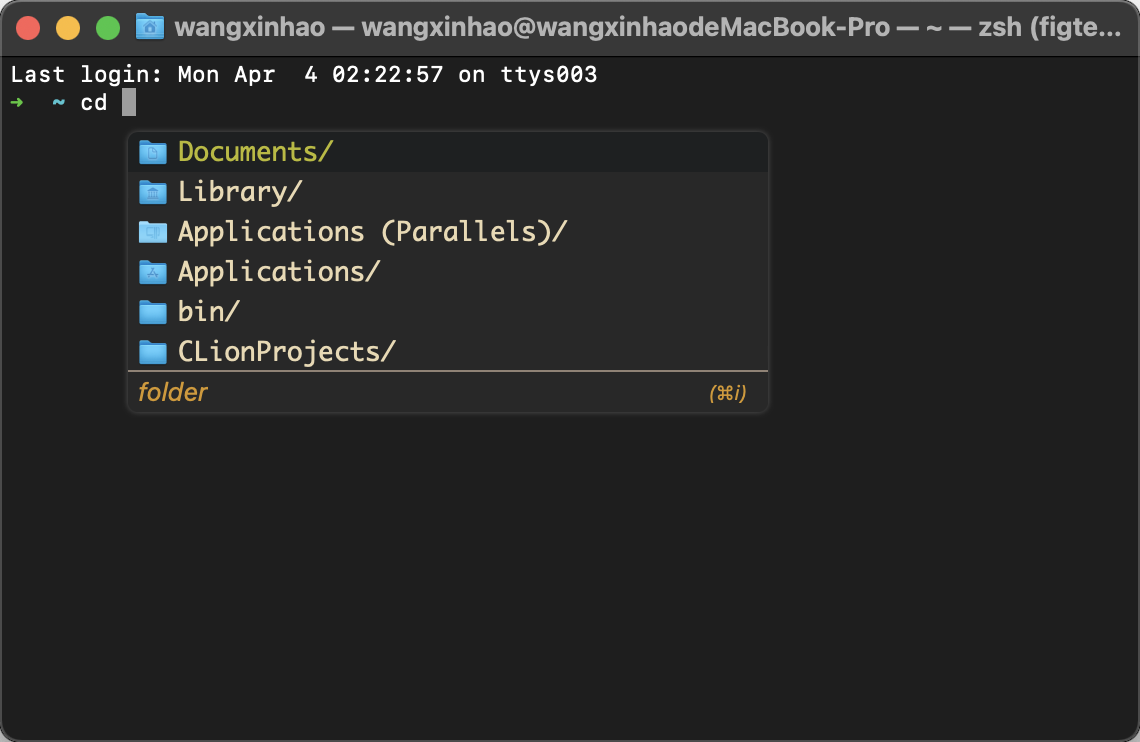 wangxinhao — wangxinhao@wangxinhaodeMacBook-Pro — ~ — zsh (figte...
Last login: Mon Apr  4 02:22:57 on ttys003
➜  ~ cd
Documents/
Library/
Applications (Parallels)/
Applications/
bin/
CLionProjects/
folder (⌘i)